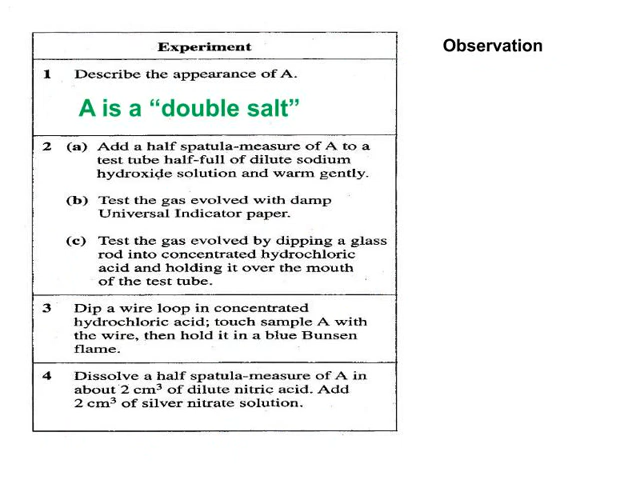 Experiment
Observation
1 Describe the appearance of A.
A is a “double salt”
2 (a) Add a half spatula-measure of A to a
test tube half-full of dilute sodium
hydroxide solution and warm gently.
(b) Test the gas evolved with damp
Universal Indicator paper.
(c) Test the gas evolved by dipping a glass
rod into concentrated hydrochloric
acid and holding it over the mouth
of the test tube.
3 Dip a wire loop in concentrated
hydrochloric acid; touch sample A with
the wire, then hold it in a blue Bunsen
flame.
4 Dissolve a half spatula-measure of A in
about 2 cm³ of dilute nitric acid. Add
2 cm³ of silver nitrate solution.